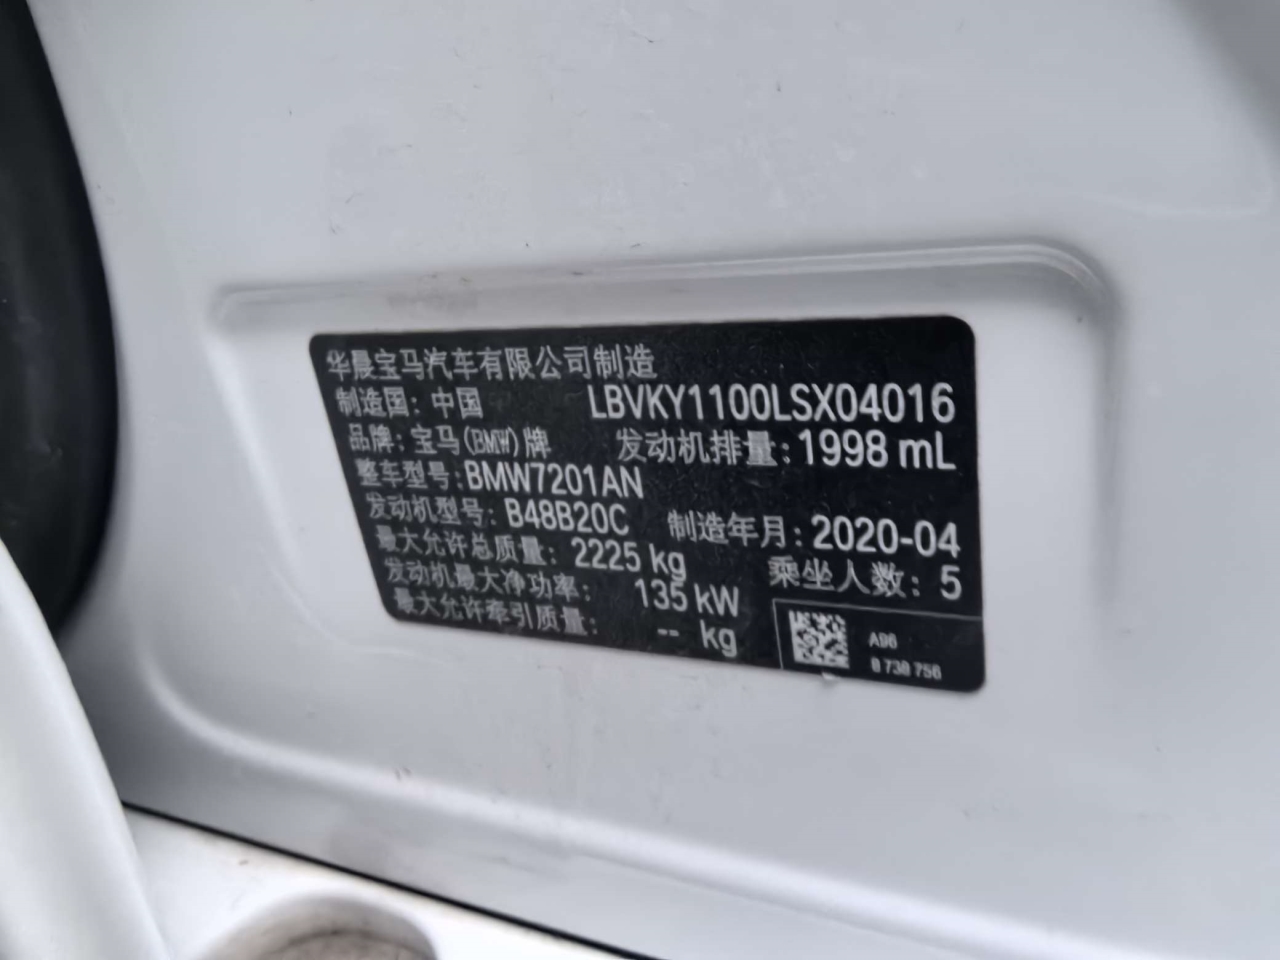 华晨宝马汽车有限公司制造
制造国：中国 LBVKY1100LSX04016
品牌：宝马(BMW)牌 发动机排量：1998 mL
整车型号：BMW7201AN
发动机型号：B48B20C 制造年月：2020-04
最大允许总质量：2225 kg 乘坐人数：5
发动机最大净功率：135 kW
最大允许牵引质量：-- kg
A96
8 738 756